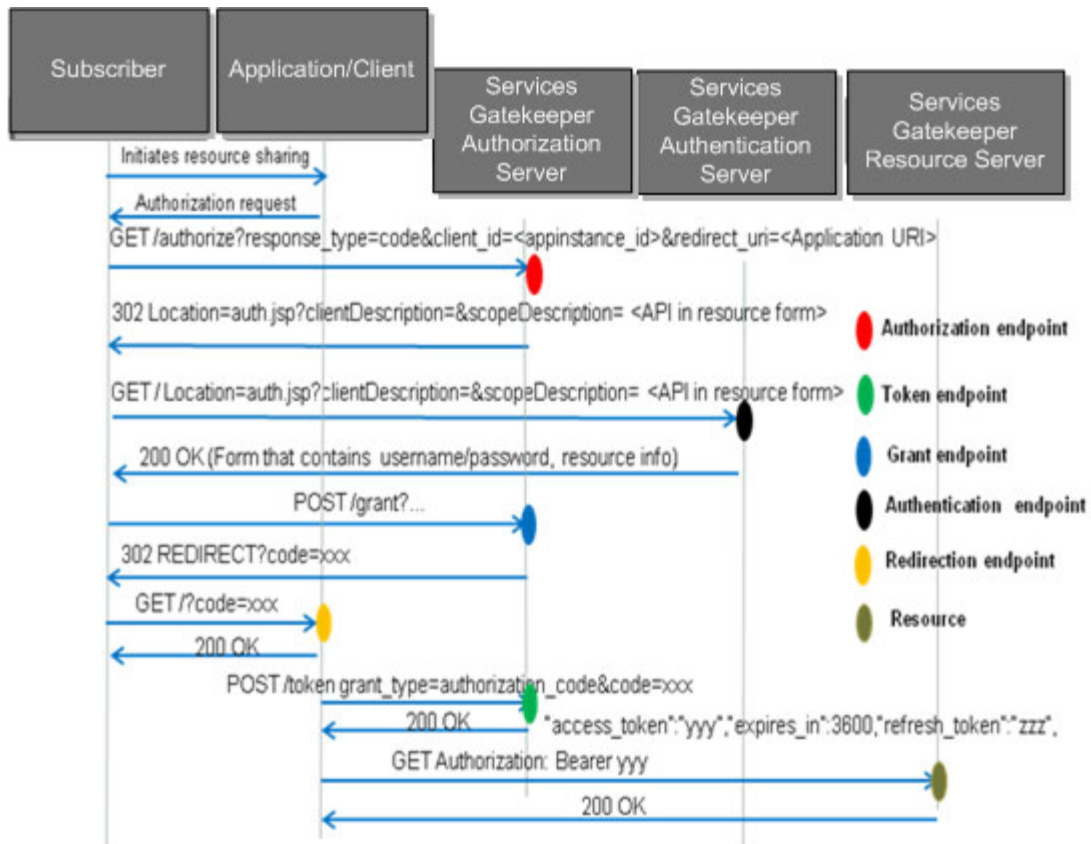 Subscriber
Application/Client
Services
Gatekeeper
Authorization
Server
Services
Gatekeeper
Authentication
Server
Services
Gatekeeper
Resource Server
Initiates resource sharing
Authorization request
GET /authorize?response_type=code&client_id=<appinstance_id>&redirect_uri=<Application URI>
302 Location=auth.jsp?clientDescription=&scopeDescription= <API in resource form>
Authorization endpoint
GET / Location=auth.jsp?clientDescription=&scopeDescription= <API in resource form>
Token endpoint
200 OK (Form that contains username/password, resource info)
Grant endpoint
POST /grant?...
Authentication endpoint
302 REDIRECT?code=xxx
Redirection endpoint
GET /?code=xxx
Resource
200 OK
POST /token grant_type=authorization_code&code=xxx
200 OK
"access_token":"yyy","expires_in":3600,"refresh_token":"zzz",
GET Authorization: Bearer yyy
200 OK